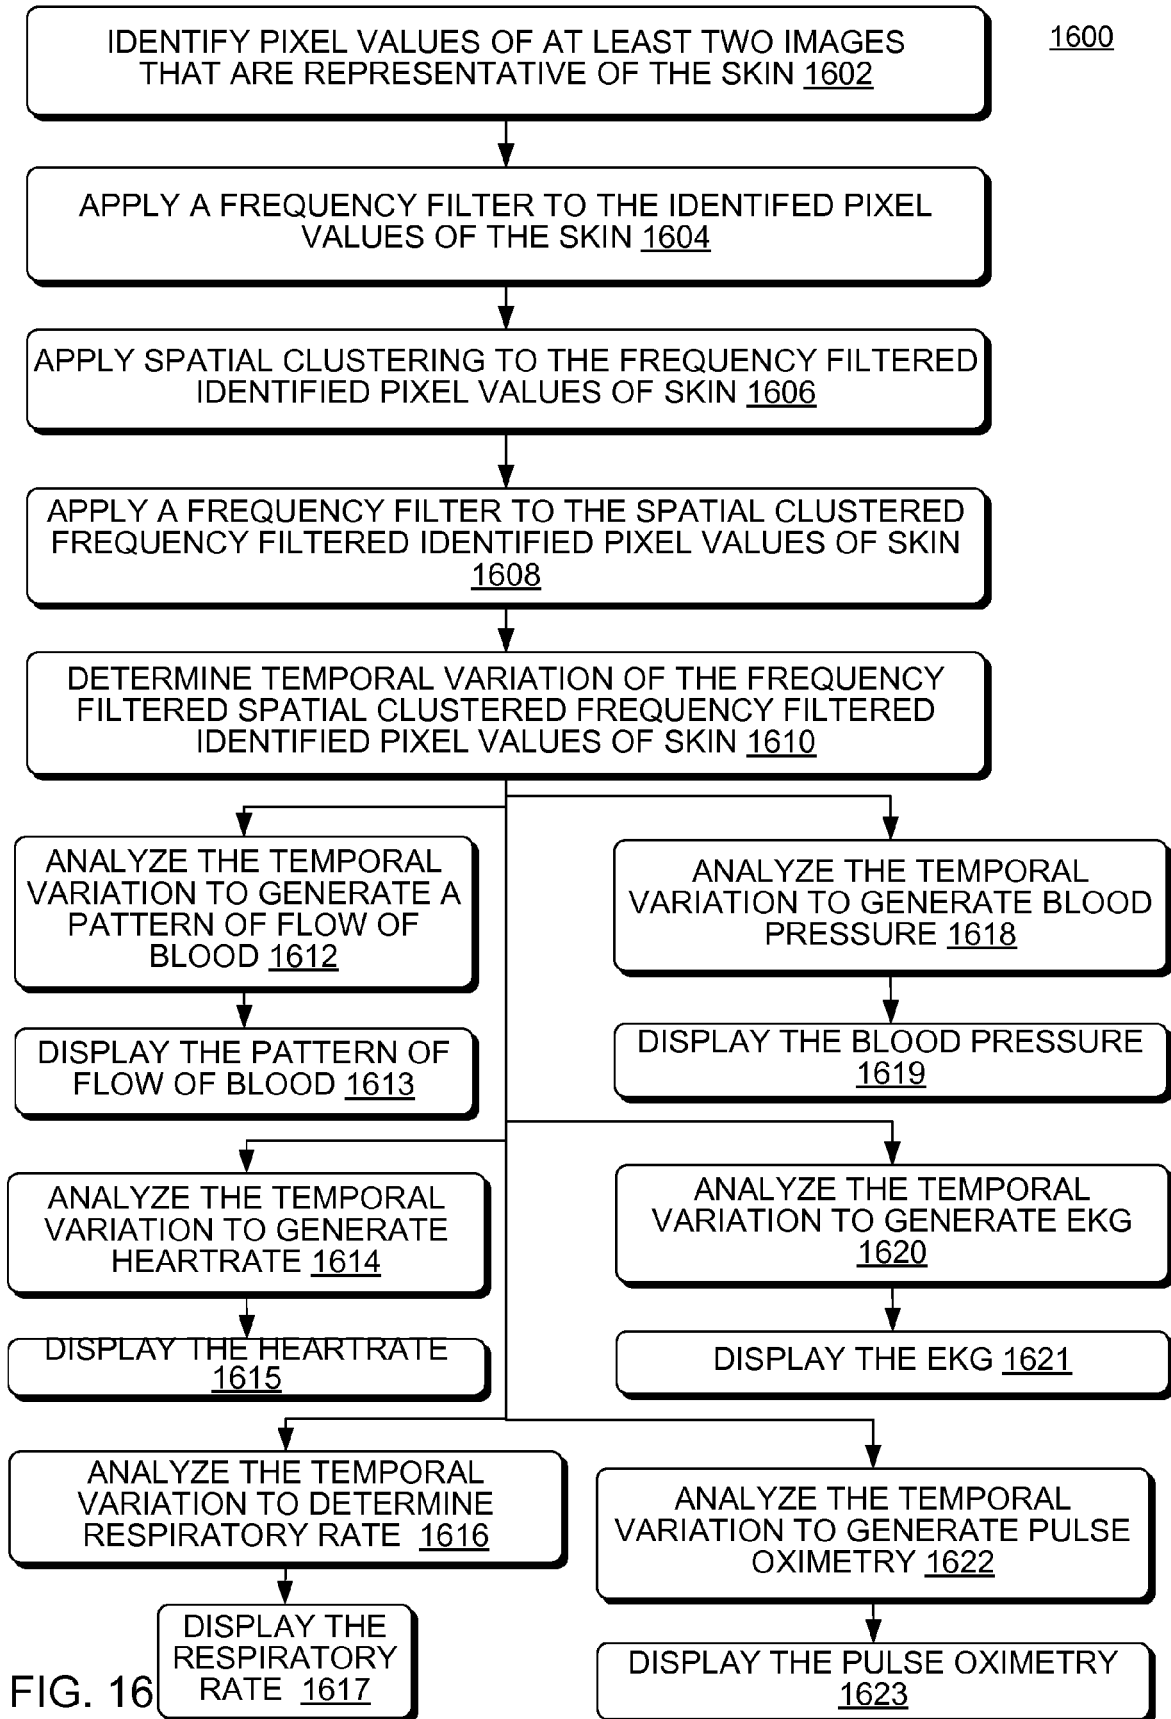 IDENTIFY PIXEL VALUES OF AT LEAST TWO IMAGES
THAT ARE REPRESENTATIVE OF THE SKIN 1602
1600
APPLY A FREQUENCY FILTER TO THE IDENTIFED PIXEL
VALUES OF THE SKIN 1604
APPLY SPATIAL CLUSTERING TO THE FREQUENCY FILTERED
IDENTIFIED PIXEL VALUES OF SKIN 1606
APPLY A FREQUENCY FILTER TO THE SPATIAL CLUSTERED
FREQUENCY FILTERED IDENTIFIED PIXEL VALUES OF SKIN
1608
DETERMINE TEMPORAL VARIATION OF THE FREQUENCY
FILTERED SPATIAL CLUSTERED FREQUENCY FILTERED
IDENTIFIED PIXEL VALUES OF SKIN 1610
ANALYZE THE TEMPORAL
VARIATION TO GENERATE A
PATTERN OF FLOW OF
BLOOD 1612
ANALYZE THE TEMPORAL
VARIATION TO GENERATE BLOOD
PRESSURE 1618
DISPLAY THE PATTERN OF
FLOW OF BLOOD 1613
DISPLAY THE BLOOD PRESSURE
1619
ANALYZE THE TEMPORAL
VARIATION TO GENERATE
HEARTRATE 1614
ANALYZE THE TEMPORAL
VARIATION TO GENERATE EKG
1620
DISPLAY THE HEARTRATE
1615
DISPLAY THE EKG 1621
ANALYZE THE TEMPORAL
VARIATION TO DETERMINE
RESPIRATORY RATE 1616
ANALYZE THE TEMPORAL
VARIATION TO GENERATE PULSE
OXIMETRY 1622
DISPLAY THE
RESPIRATORY
RATE 1617
DISPLAY THE PULSE OXIMETRY
1623
FIG. 16